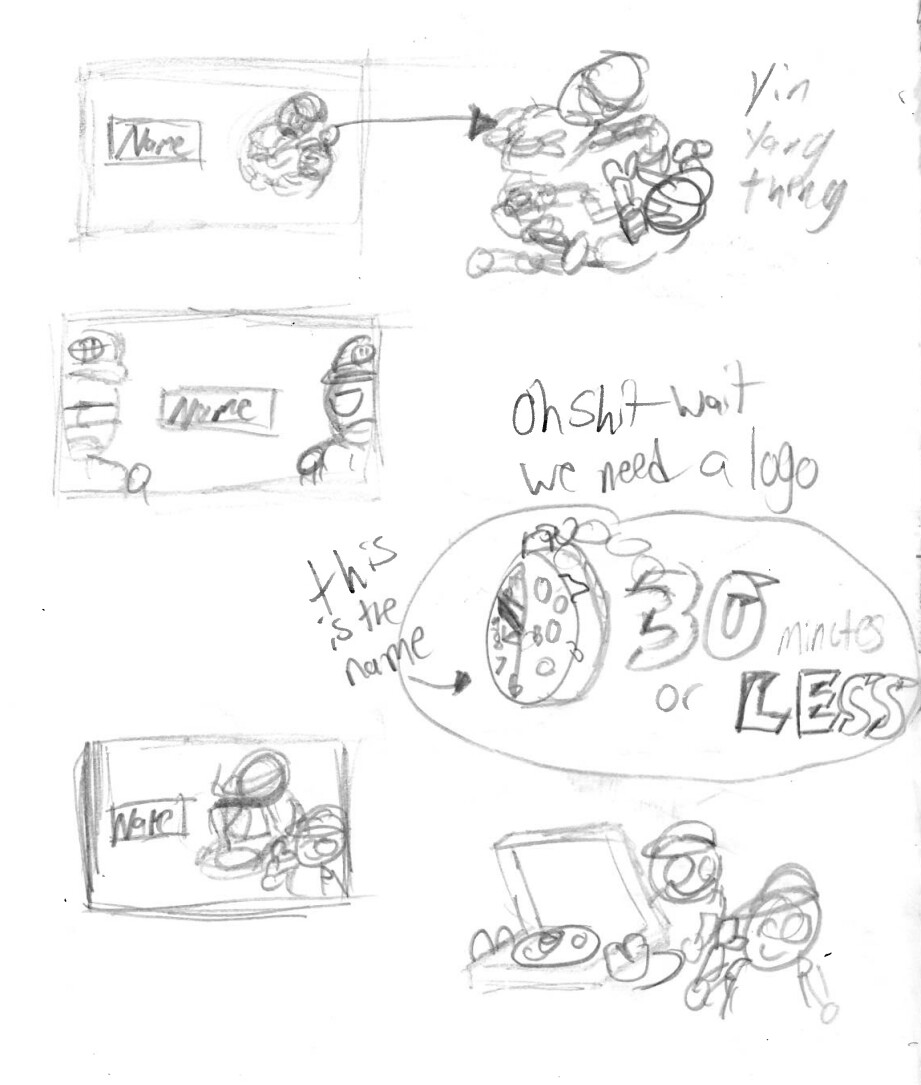 Name
Yin
Yang
thing
Name
Oh shit wait
we need a logo
this
is the
name
30
minutes
or LESS
Name